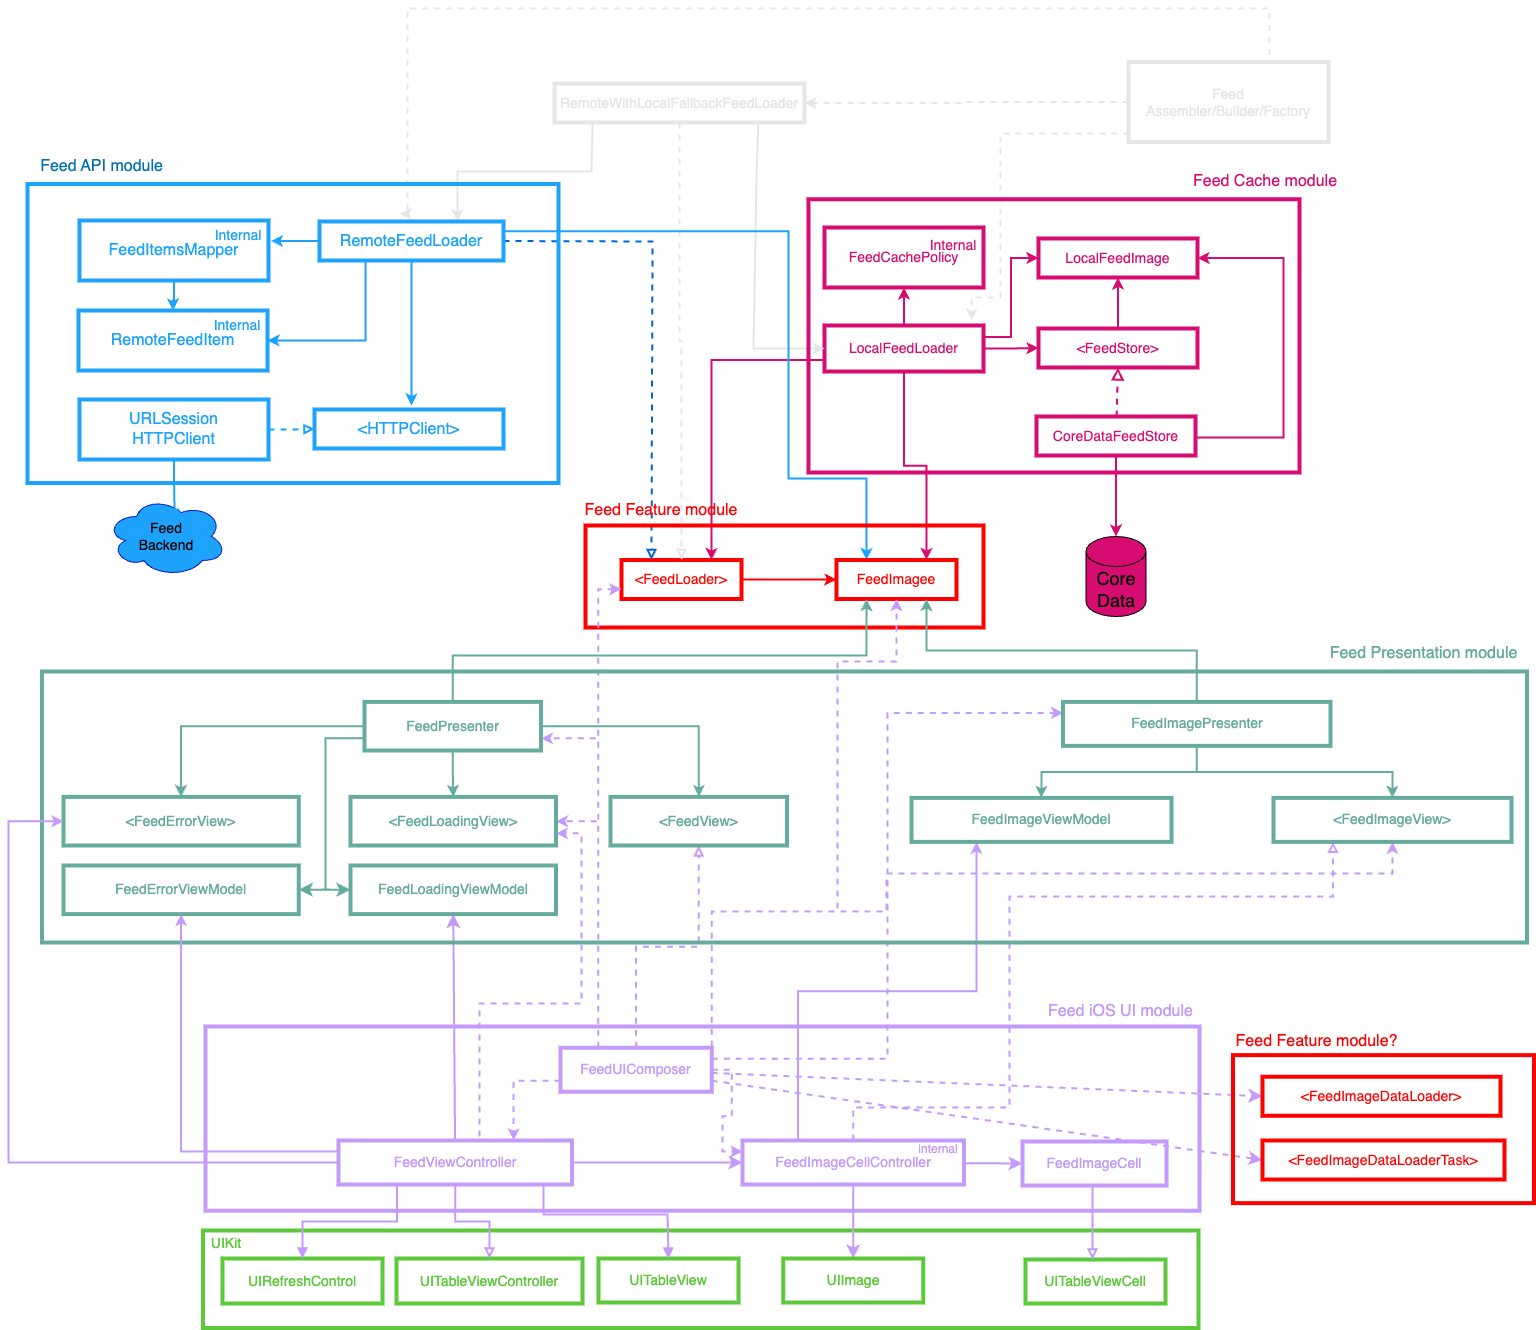 Feed
Assembler/Builder/Factory
RemoteWithLocalFallbackFeedLoader
Feed API module
Feed Cache module
Internal
FeedItemsMapper
RemoteFeedLoader
Internal
FeedCachePolicy
LocalFeedImage
Internal
RemoteFeedItem
LocalFeedLoader
<FeedStore>
URLSession
HTTPClient
<HTTPClient>
CoreDataFeedStore
Feed
Backend
Feed Feature module
<FeedLoader>
FeedImagee
Core
Data
Feed Presentation module
FeedPresenter
FeedImagePresenter
<FeedErrorView>
<FeedLoadingView>
<FeedView>
FeedImageViewModel
<FeedImageView>
FeedErrorViewModel
FeedLoadingViewModel
Feed iOS UI module
Feed Feature module?
FeedUIComposer
<FeedImageDataLoader>
FeedViewController
internal
FeedImageCellController
FeedImageCell
<FeedImageDataLoaderTask>
UIKit
UIRefreshControl
UITableViewController
UITableView
UIImage
UITableViewCell